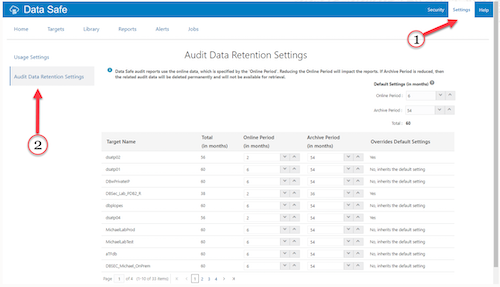 Data Safe
Security
Settings
Help
1
Home
Targets
Library
Reports
Alerts
Jobs
Usage Settings
Audit Data Retention Settings
Audit Data Retention Settings
2
Data Safe audit reports use the online data, which is specified by the 'Online Period'. Reducing the Online Period will impact the reports. If Archive Period is reduced, then
the related audit data will be deleted permanently and will not be available for retrieval.
Default Settings (in months)
Online Period : 6
Archive Period : 54
Total : 60
Target Name
Total
(in months)
Online Period
(in months)
Archive Period
(in months)
Overrides Default Settings
56 2 54 Yes
60 6 54 No, inherits the default setting
60 6 54 No, inherits the default setting
DBSec_Lab_PDB2_R 56 2 54 Yes
60 6 54 No, inherits the default setting
56 2 54 Yes
MichaelLabProd 60 6 54 No, inherits the default setting
MichaelLabTest 60 6 54 No, inherits the default setting
60 6 54 No, inherits the default setting
DBSEC_Michael_OnPrem 60 6 54 No, inherits the default setting
Page 1 of 4 (1-10 of 33 items) 1 2 3 4